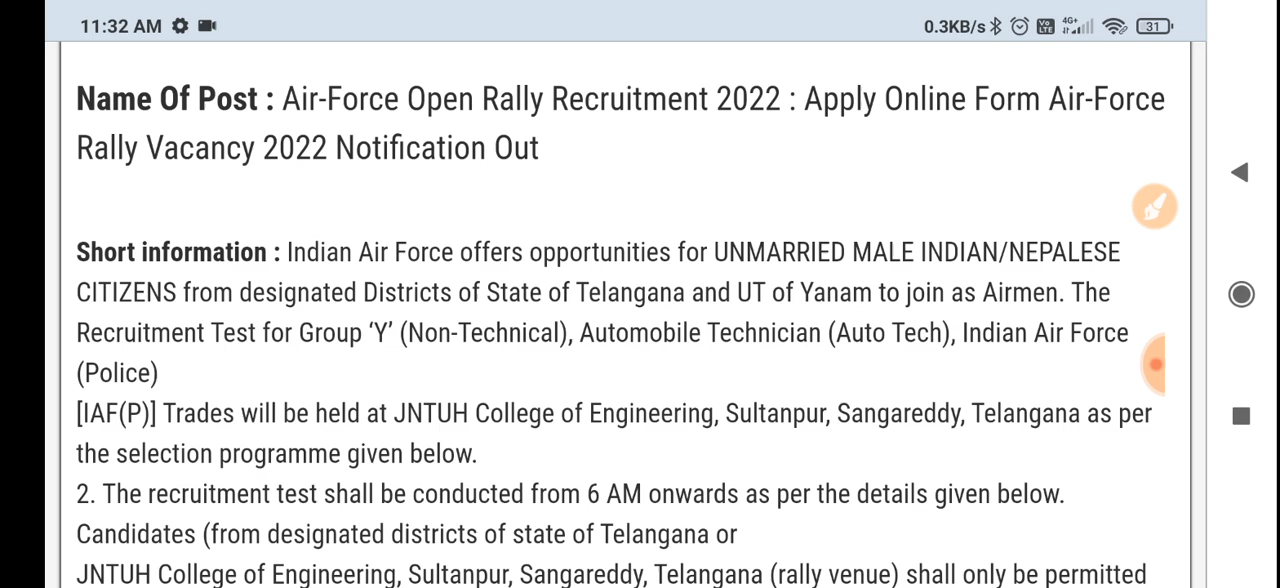 11:32 AM
0.3KB/s Vo LTE 4G+ 31
Name Of Post : Air-Force Open Rally Recruitment 2022 : Apply Online Form Air-Force
Rally Vacancy 2022 Notification Out
Short information : Indian Air Force offers opportunities for UNMARRIED MALE INDIAN/NEPALESE
CITIZENS from designated Districts of State of Telangana and UT of Yanam to join as Airmen. The
Recruitment Test for Group ‘Y’ (Non-Technical), Automobile Technician (Auto Tech), Indian Air Force
(Police)
[IAF(P)] Trades will be held at JNTUH College of Engineering, Sultanpur, Sangareddy, Telangana as per
the selection programme given below.
2. The recruitment test shall be conducted from 6 AM onwards as per the details given below.
Candidates (from designated districts of state of Telangana or
JNTUH College of Engineering, Sultanpur, Sangareddy, Telangana (rally venue) shall only be permitted